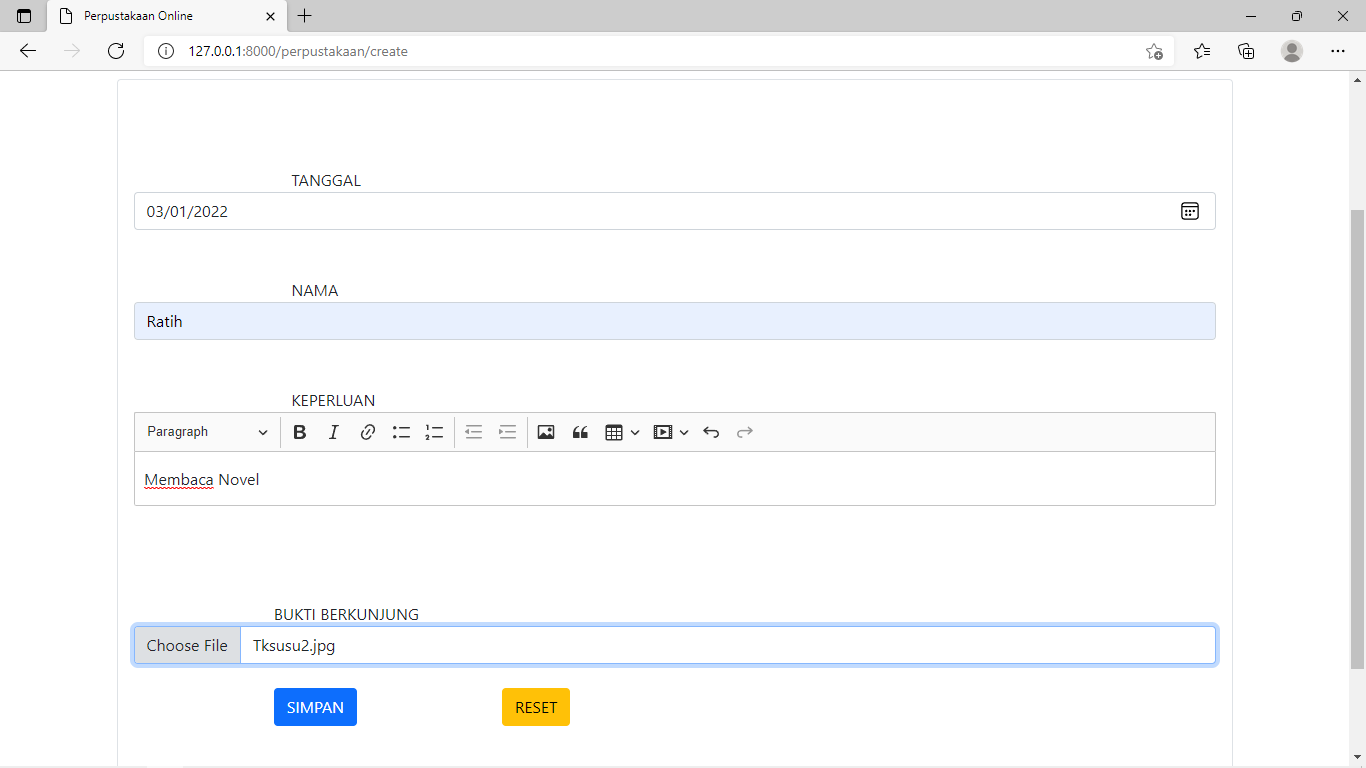 Perpustakaan Online
127.0.0.1:8000/perpustakaan/create
TANGGAL
03/01/2022
NAMA
Ratih
KEPERLUAN
Paragraph
Membaca Novel
BUKTI BERKUNJUNG
Choose File Tksusu2.jpg
SIMPAN RESET